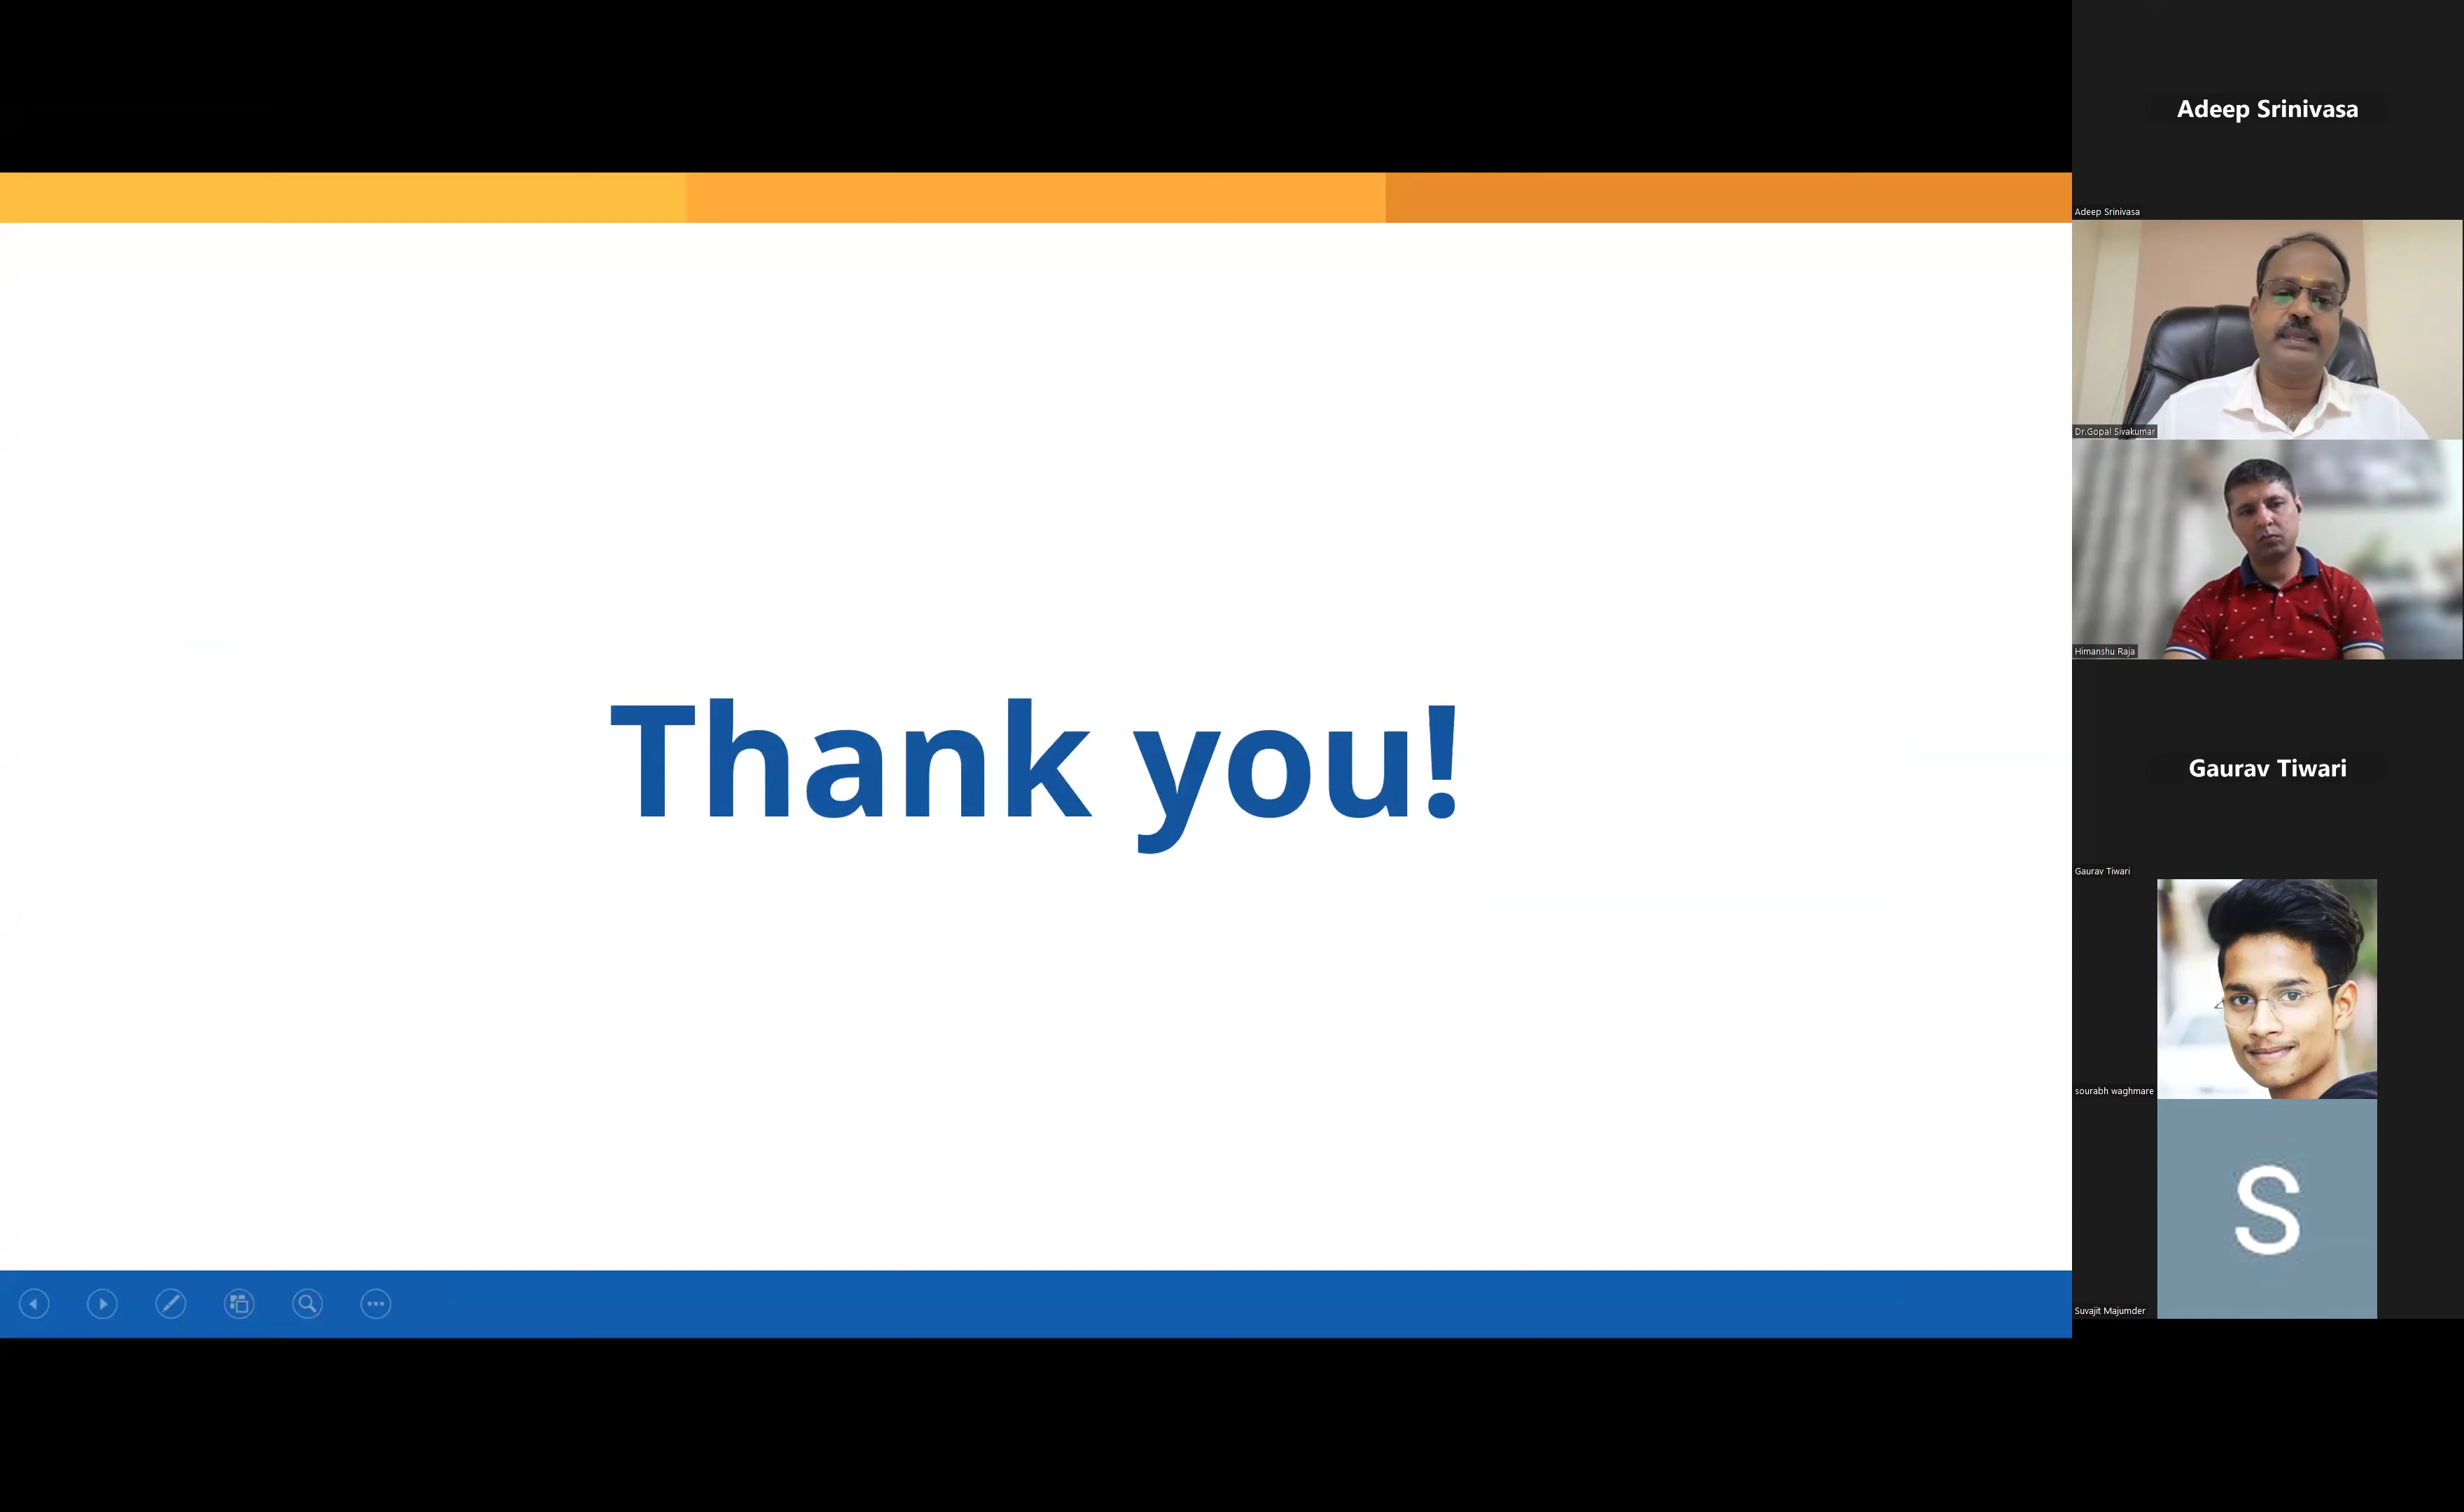 Thank you!
Adeep Srinivasa
Adeep Srinivasa
Dr.Gopal Sivakumar
Himanshu Raja
Gaurav Tiwari
Gaurav Tiwari
sourabh waghmare
S
Suvajit Majumder